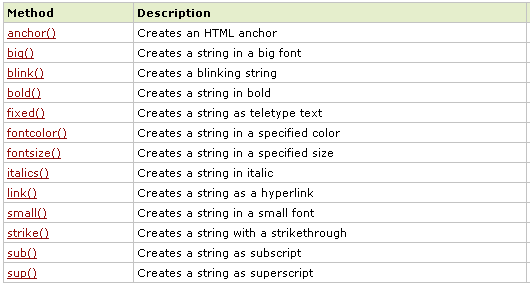 Method Description
anchor() Creates an HTML anchor
big() Creates a string in a big font
blink() Creates a blinking string
bold() Creates a string in bold
fixed() Creates a string as teletype text
fontcolor() Creates a string in a specified color
fontsize() Creates a string in a specified size
italics() Creates a string in italic
link() Creates a string as a hyperlink
small() Creates a string in a small font
strike() Creates a string with a strikethrough
sub() Creates a string as subscript
sup() Creates a string as superscript